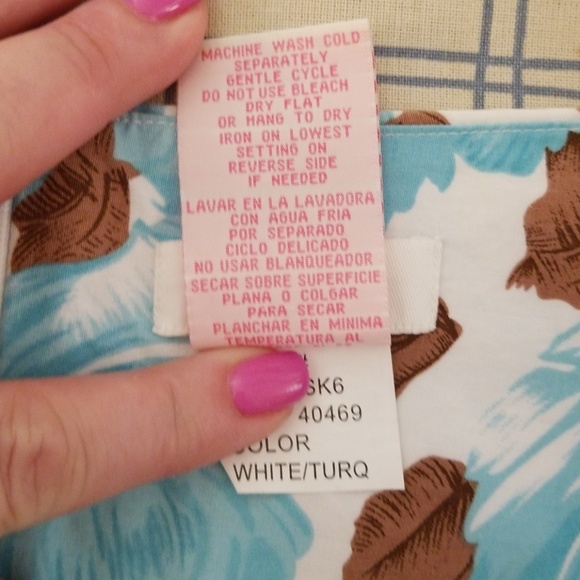 MACHINE WASH COLD
SEPARATELY
GENTLE CYCLE
DO NOT USE BLEACH
DRY FLAT
OR HANG TO DRY
IRON ON LOWEST
SETTING ON
REVERSE SIDE
IF NEEDED
LAVAR EN LA LAVADORA
CON AGUA FRIA
POR SEPARADO
CICLO DELICADO
NO USAR BLANQUEADOR
SECAR SOBRE SUPERFICIE
PLANA O COLGAR
PARA SECAR
PLANCHAR EN MINIMA
TEMPERATURA AL
SK6
40469
COLOR
WHITE/TURQ